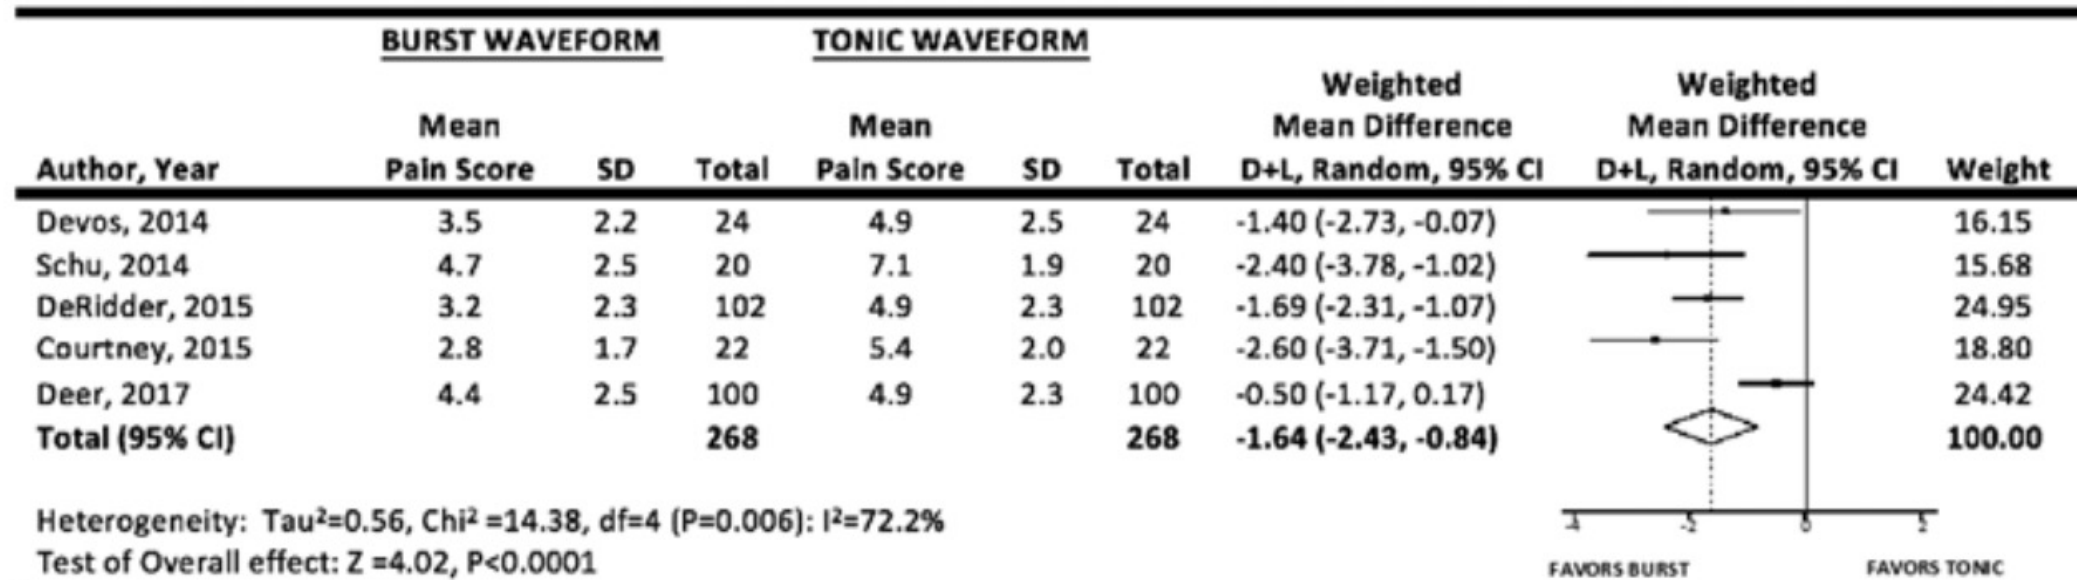 BURST WAVEFORM TONIC WAVEFORM
Weighted Weighted
Mean Mean Mean Difference Mean Difference
Author, Year Pain Score SD Total Pain Score SD Total D+L, Random, 95% CI D+L, Random, 95% CI Weight
Devos, 2014 3.5 2.2 24 4.9 2.5 24 -1.40 (-2.73, -0.07) 16.15
Schu, 2014 4.7 2.5 20 7.1 1.9 20 -2.40 (-3.78, -1.02) 15.68
DeRidder, 2015 3.2 2.3 102 4.9 2.3 102 -1.69 (-2.31, -1.07) 24.95
Courtney, 2015 2.8 1.7 22 5.4 2.0 22 -2.60 (-3.71, -1.50) 18.80
Deer, 2017 4.4 2.5 100 4.9 2.3 100 -0.50 (-1.17, 0.17) 24.42
Total (95% CI) 268 268 -1.64 (-2.43, -0.84) 100.00
Heterogeneity: Tau²=0.56, Chi² =14.38, df=4 (P=0.006): I²=72.2%
-4 -2 0 2
Test of Overall effect: Z =4.02, P<0.0001
FAVORS BURST FAVORS TONIC